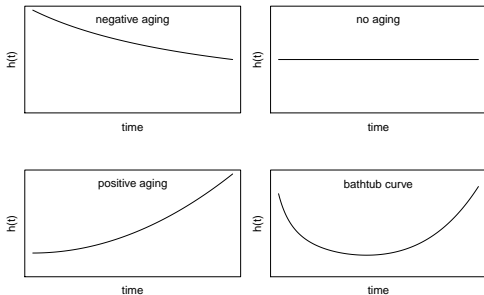 negative aging
h(t)
time
no aging
h(t)
time
positive aging
h(t)
time
bathtub curve
h(t)
time